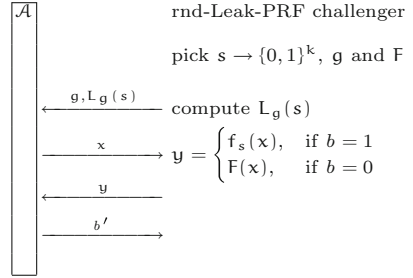 𝒜 rnd-Leak-PRF challenger
pick s → {0, 1}^k, g and F
g, L_g(s) compute L_g(s)
x y = { f_s(x), if b = 1
F(x), if b = 0
y
b′